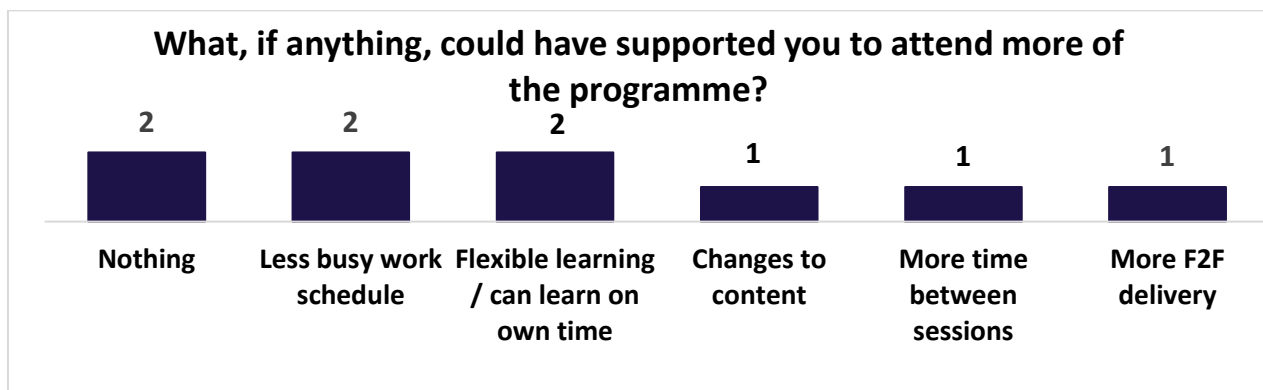 What, if anything, could have supported you to attend more of
the programme?
2
2
2
1
1
1
Nothing
Less busy work
schedule
Flexible learning
/ can learn on
own time
Changes to
content
More time
between
sessions
More F2F
delivery